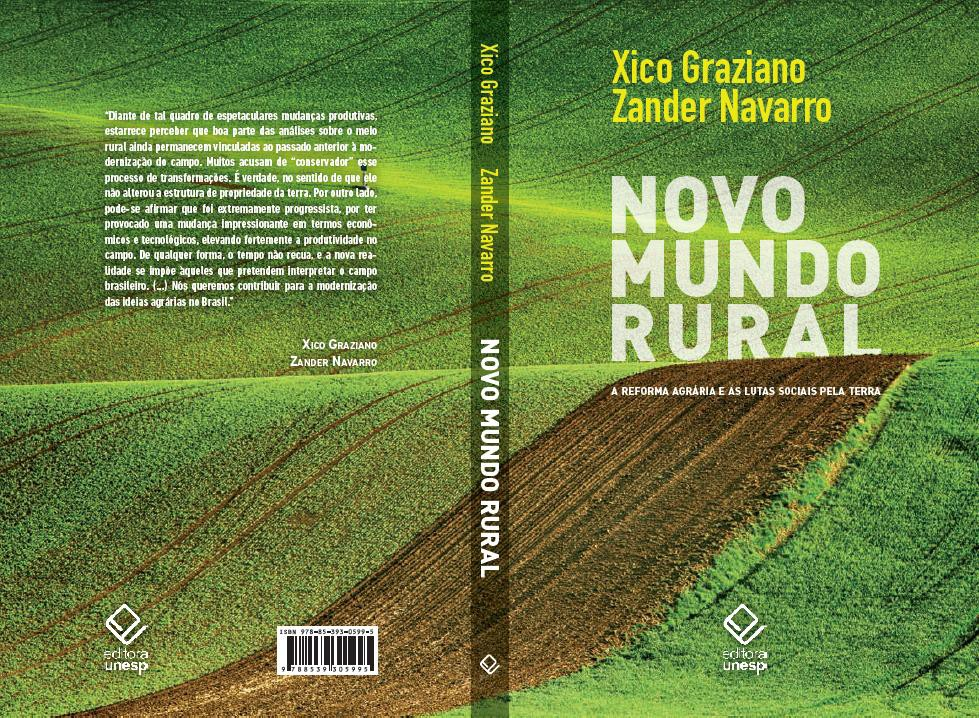 "Diante de tal quadro de espetaculares mudanças produtivas,
estarrece perceber que boa parte das análises sobre o meio
rural ainda permanecem vinculadas ao passado anterior à mo-
dernização do campo. Muitos acusam de "conservador" esse
processo de transformações. É verdade, no sentido de que ele
não alterou a estrutura de propriedade da terra. Por outro lado,
pode-se afirmar que foi extremamente progressista, por ter
provocado uma mudança impressionante em termos econô-
micos e tecnológicos, elevando fortemente a produtividade no
campo. De qualquer forma, o tempo não recua, e a nova rea-
lidade se impõe àqueles que pretendem interpretar o campo
brasileiro. (...) Nós queremos contribuir para a modernização
das ideias agrárias no Brasil."
Xico Graziano
Zander Navarro
editora
unesp
ISBN 978-85-393-0599-5
9 788539 305995
Xico Graziano Zander Navarro NOVO MUNDO RURAL
Xico Graziano
Zander Navarro
NOVO
MUNDO
RURAL
A REFORMA AGRÁRIA E AS LUTAS SOCIAIS PELA TERRA
editora
unesp